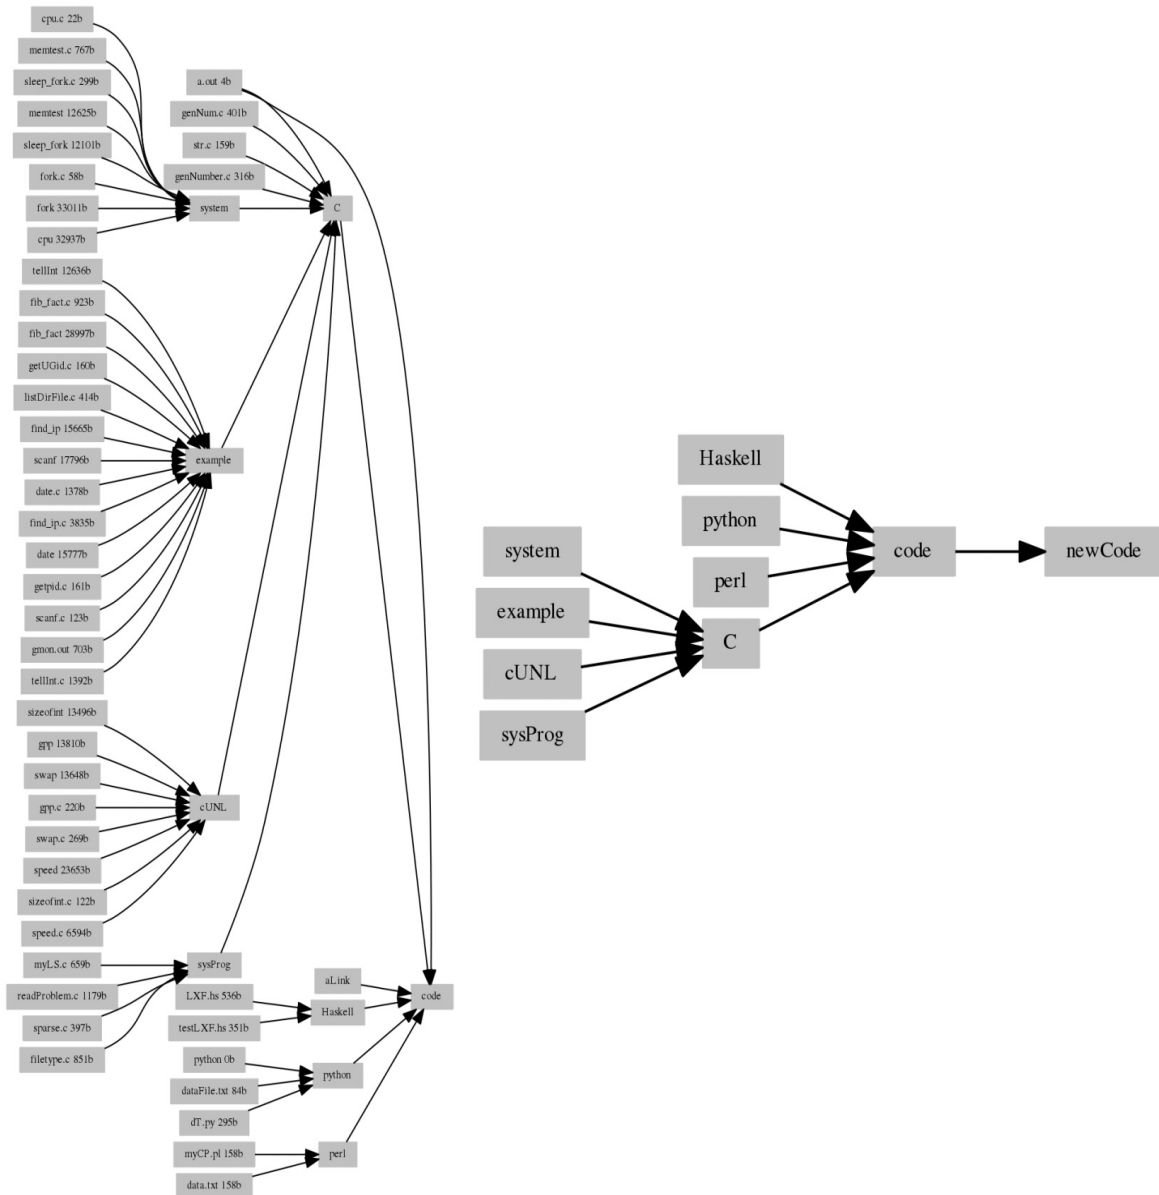 cpu.c 22b
memtest.c 767b
sleep_fork.c 299b
memtest 12625b
sleep_fork 12101b
fork.c 58b
fork 33011b
cpu 32937b
tellInt 12636b
fib_fact.c 923b
fib_fact 28997b
getUGid.c 160b
listDirFile.c 414b
find_ip 15665b
scanf 17796b
date.c 1378b
find_ip.c 3835b
date 15777b
getpid.c 161b
scanf.c 123b
gmon.out 703b
tellInt.c 1392b
sizeofint 13496b
gpp 13810b
swap 13648b
gpp.c 220b
swap.c 269b
speed 23653b
sizeofint.c 122b
speed.c 6594b
myLS.c 659b
readProblem.c 1179b
sparse.c 397b
filetype.c 851b
a.out 4b
genNum.c 401b
str.c 159b
genNumber.c 316b
system
example
cUNL
sysProg
LXF.hs 536b
testLXF.hs 351b
python 0b
dataFile.txt 84b
dT.py 295b
myCP.pl 158b
data.txt 158b
C
aLink
Haskell
python
perl
code
system
example
cUNL
sysProg
Haskell
python
perl
C
code
newCode